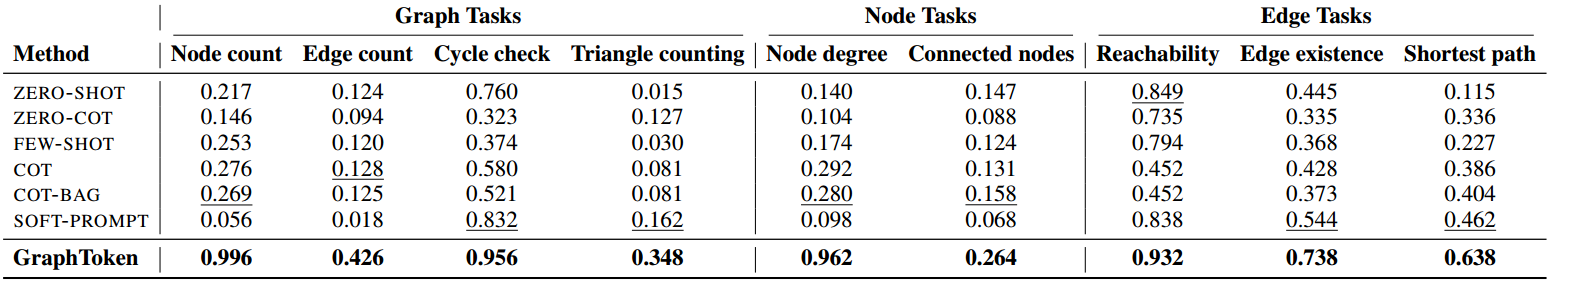 Graph Tasks Node Tasks Edge Tasks
Method Node count Edge count Cycle check Triangle counting Node degree Connected nodes Reachability Edge existence Shortest path
ZERO-SHOT 0.217 0.124 0.760 0.015 0.140 0.147 0.849 0.445 0.115
ZERO-COT 0.146 0.094 0.323 0.127 0.104 0.088 0.735 0.335 0.336
FEW-SHOT 0.253 0.120 0.374 0.030 0.174 0.124 0.794 0.368 0.227
COT 0.276 0.128 0.580 0.081 0.292 0.131 0.452 0.428 0.386
COT-BAG 0.269 0.125 0.521 0.081 0.280 0.158 0.452 0.373 0.404
SOFT-PROMPT 0.056 0.018 0.832 0.162 0.098 0.068 0.838 0.544 0.462
GraphToken 0.996 0.426 0.956 0.348 0.962 0.264 0.932 0.738 0.638